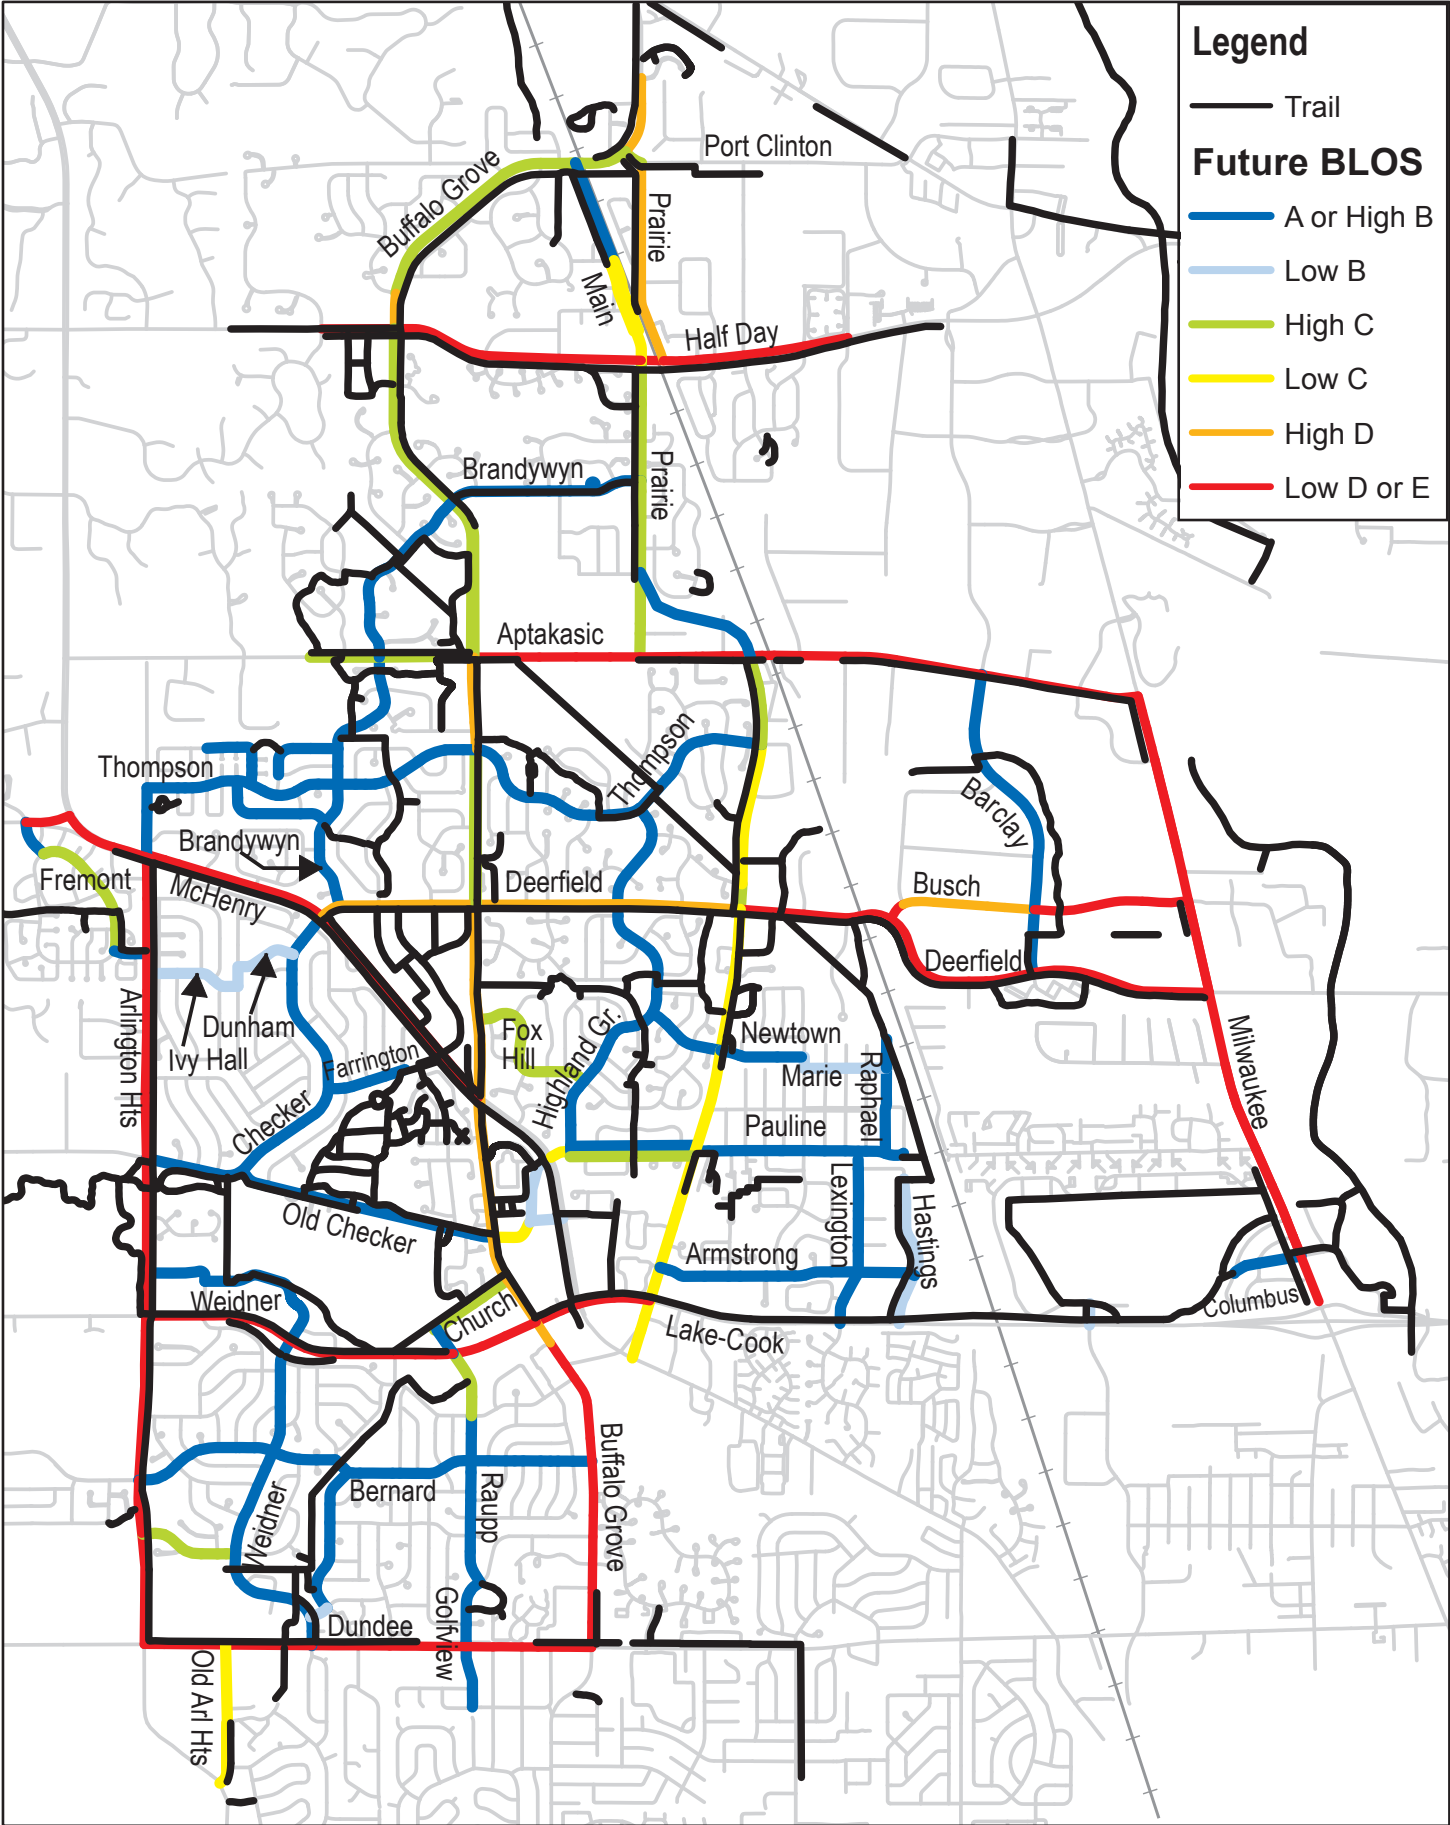 Legend
Trail
Future BLOS
A or High B
Low B
High C
Low C
High D
Low D or E
Port Clinton
Buffalo Grove
Prairie
Main
Half Day
Brandywyn
Prairie
Aptakasic
Thompson
Thompson
Barclay
Brandywyn
Fremont
McHenry
Deerfield
Busch
Deerfield
Arlington Hts
Dunham
Ivy Hall
Fox
Hill
Highland Gr.
Newtown
Marie
Raphael
Milwaukee
Farrington
Checker
Pauline
Old Checker
Lexington
Hastings
Armstrong
Weidner
Church
Columbus
Lake-Cook
Buffalo Grove
Bernard
Raupp
Weidner
Golfview
Dundee
Old Arl Hts